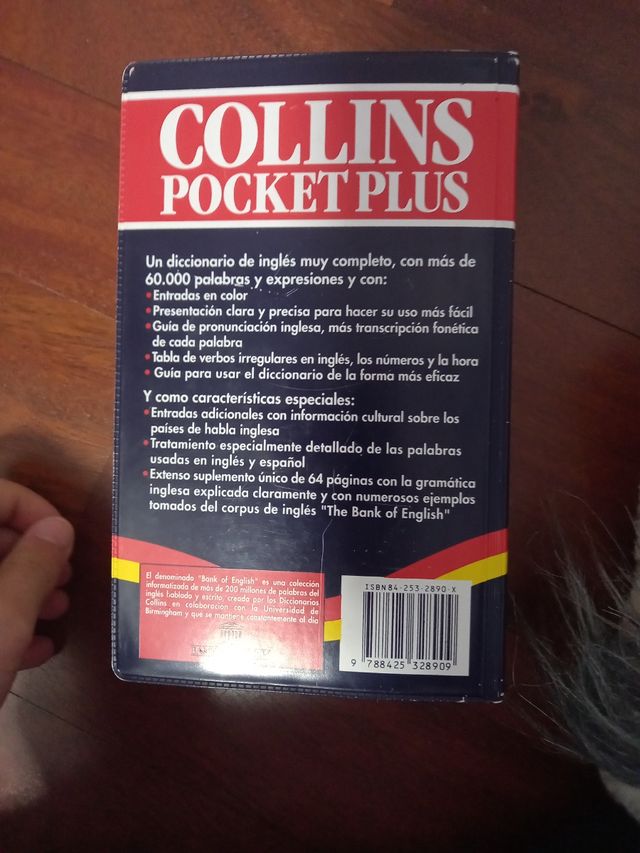 COLLINS
POCKET PLUS
Un diccionario de inglés muy completo, con más de
60.000 palabras y expresiones y con:
• Entradas en color
• Presentación clara y precisa para hacer su uso más fácil
• Guía de pronunciación inglesa, más transcripción fonética
de cada palabra
• Tabla de verbos irregulares en inglés, los números y la hora
• Guía para usar el diccionario de la forma más eficaz
Y como características especiales:
• Entradas adicionales con información cultural sobre los
países de habla inglesa
• Tratamiento especialmente detallado de las palabras
usadas en inglés y español
• Extenso suplemento único de 64 páginas con la gramática
inglesa explicada claramente y con numerosos ejemplos
tomados del corpus de inglés "The Bank of English"
El denominado "Bank of English" es una colección
informatizada de más de 200 millones de palabras del
inglés hablado y escrito, creado por los Diccionarios
Collins en colaboración con la Universidad de
Birmingham y que se mantiene constantemente al día
ISBN 84-253-2890-X
9 788425 328909